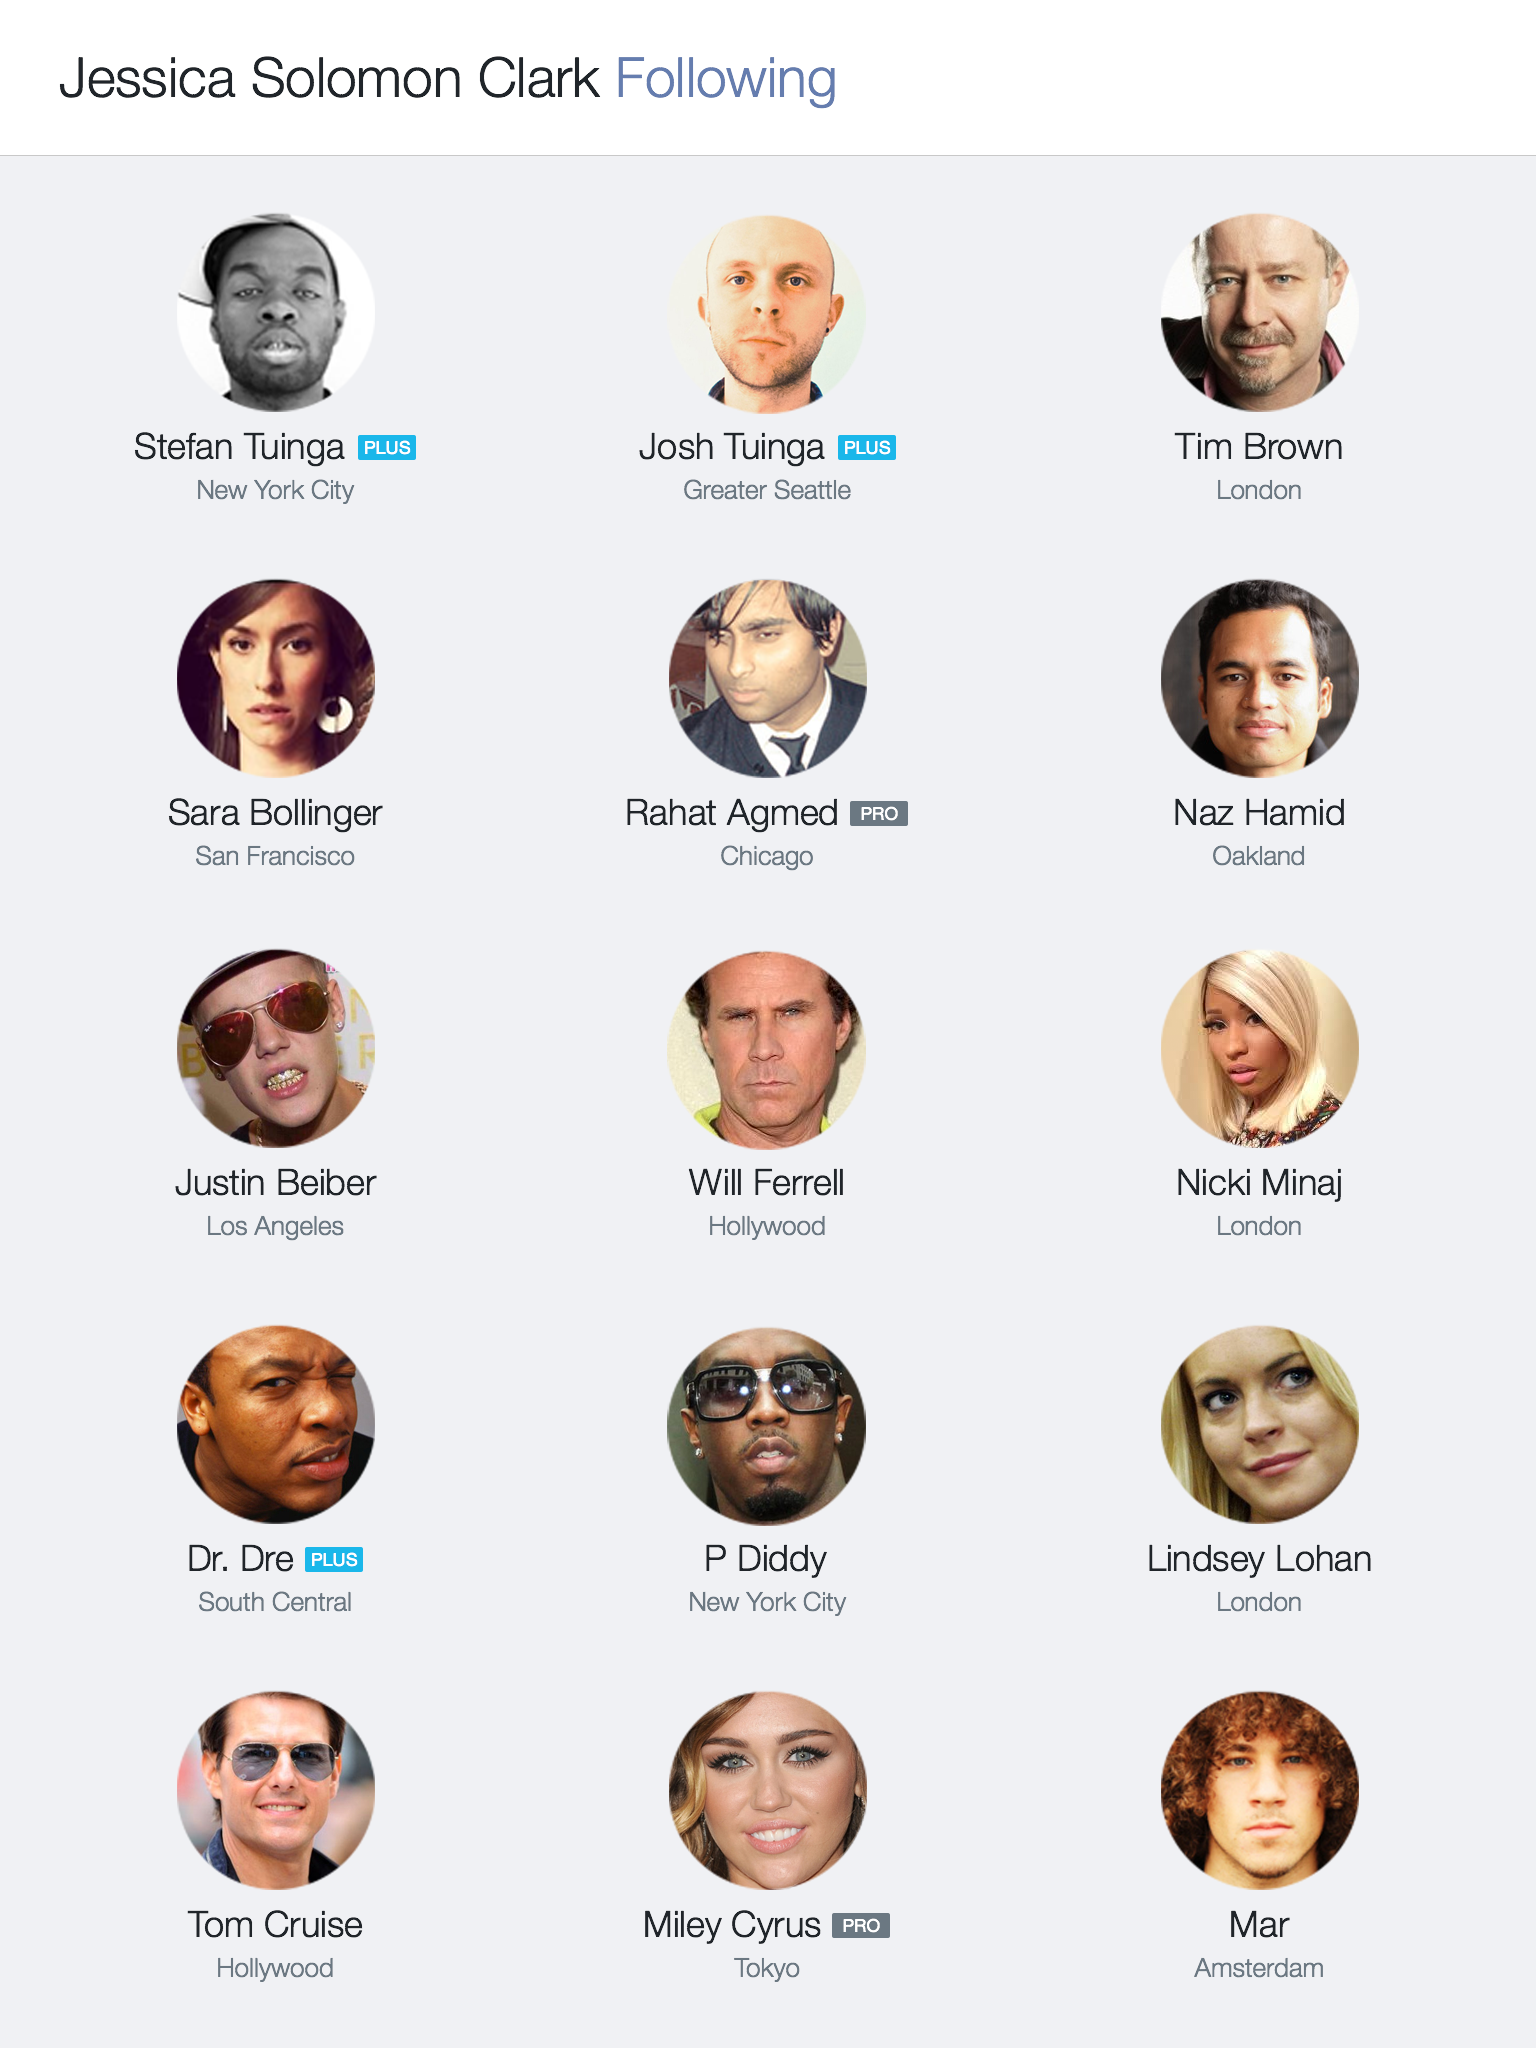 Jessica Solomon Clark Following
Stefan Tuinga PLUS
New York City
Josh Tuinga PLUS
Greater Seattle
Tim Brown
London
Sara Bollinger
San Francisco
Rahat Agmed PRO
Chicago
Naz Hamid
Oakland
Justin Beiber
Los Angeles
Will Ferrell
Hollywood
Nicki Minaj
London
Dr. Dre PLUS
South Central
P Diddy
New York City
Lindsey Lohan
London
Tom Cruise
Hollywood
Miley Cyrus PRO
Tokyo
Mar
Amsterdam